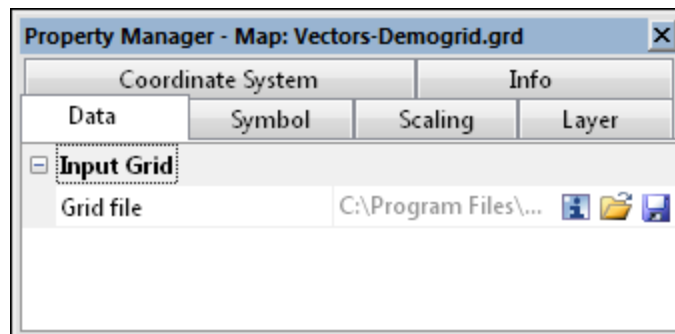 Property Manager - Map: Vectors-Demogrid.grd
Coordinate System Info
Data Symbol Scaling Layer
Input Grid
Grid file C:\Program Files\...